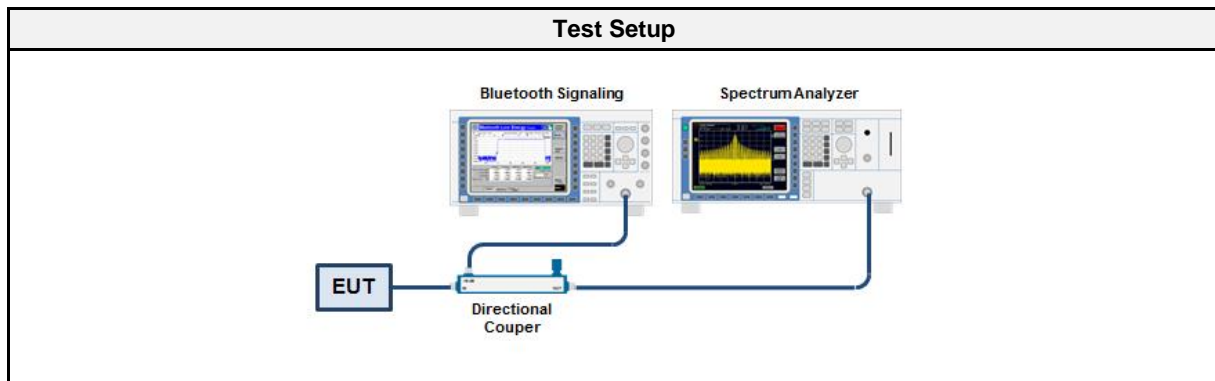 Test Setup
Bluetooth Signaling
Spectrum Analyzer
EUT
Directional
Couper